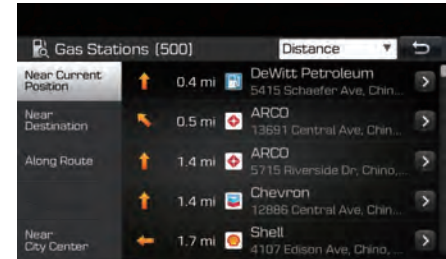 Gas Stations (500)
Distance
Near Current
Position
0.4 mi
DeWitt Petroleum
5415 Schaefer Ave, Chin...
Near
Destination
0.5 mi
ARCO
13691 Central Ave, Chin...
Along Route
1.4 mi
ARCO
5715 Riverside Dr, Chino,...
1.4 mi
Chevron
12886 Central Ave, Chin...
Near
City Center
1.7 mi
Shell
4107 Edison Ave, Chino, ...